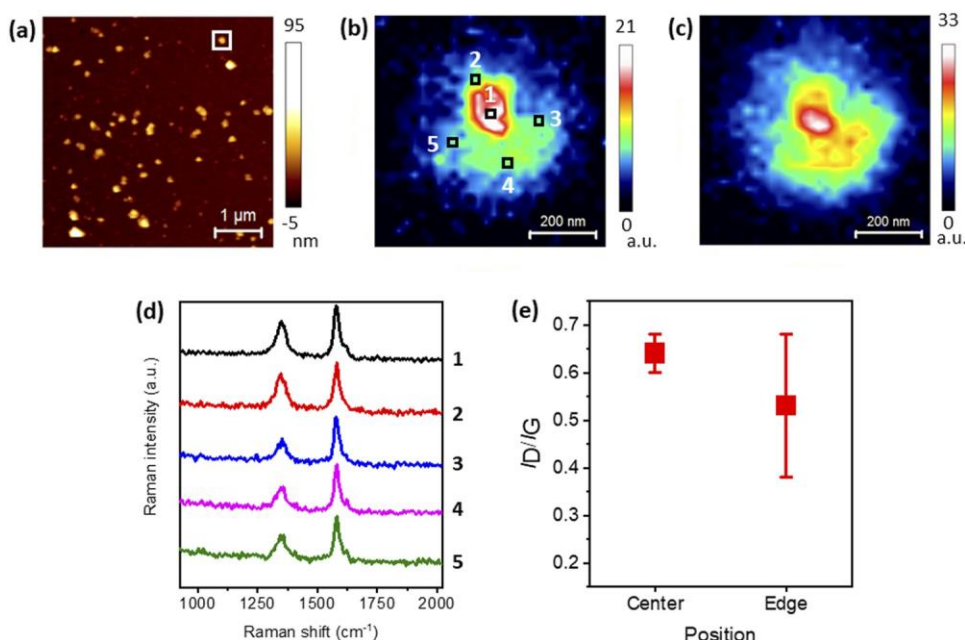 (a)
95
-5
nm
1 µm
(b)
21
0
a.u.
2
1
3
5
4
200 nm
(c)
33
0
a.u.
200 nm
(d)
Raman intensity (a.u.)
1
2
3
4
5
1000 1250 1500 1750 2000
Raman shift (cm⁻¹)
(e)
ID/IG
0.7
0.6
0.5
0.4
0.3
0.2
Center Edge
Position